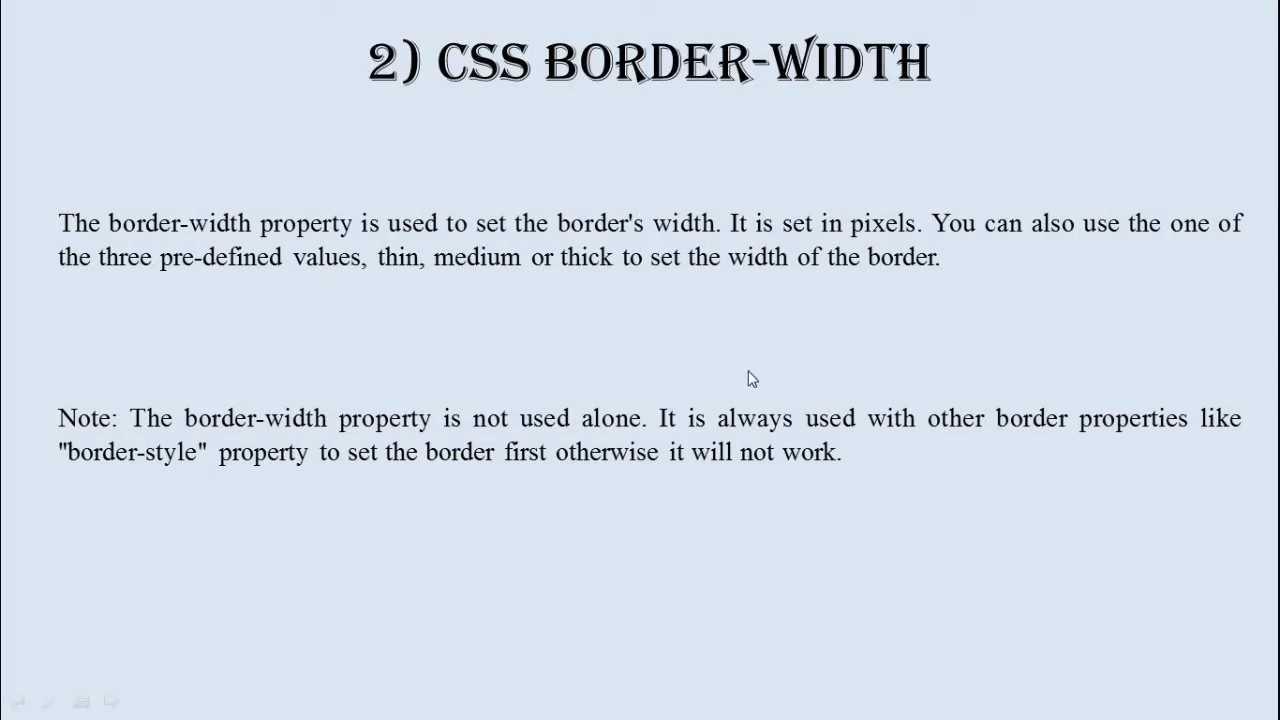 2) CSS BORDER-WIDTH
The border-width property is used to set the border's width. It is set in pixels. You can also use the one of
the three pre-defined values, thin, medium or thick to set the width of the border.
Note: The border-width property is not used alone. It is always used with other border properties like
"border-style" property to set the border first otherwise it will not work.